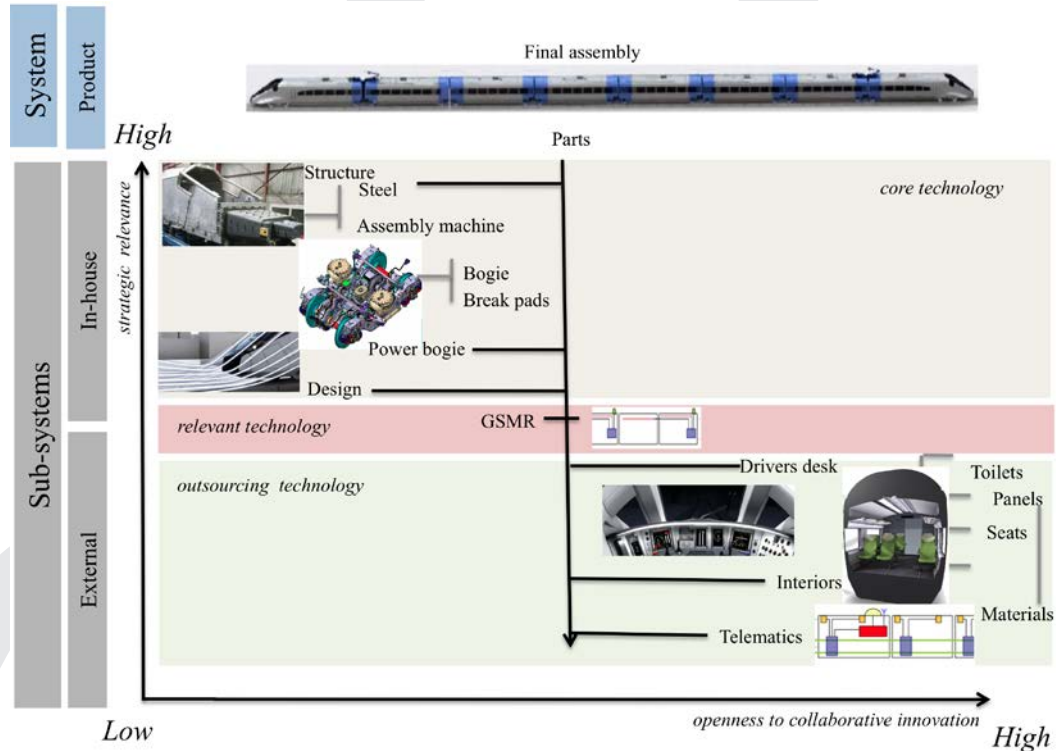 System
Product
Final assembly
High
Parts
Sub-systems
In-house
External
strategic relevance
Structure
Steel
Assembly machine
core technology
Bogie
Break pads
Power bogie
Design
relevant technology
GSMR
outsourcing technology
Drivers desk
Toilets
Panels
Seats
Interiors
Materials
Telematics
Low
openness to collaborative innovation
High